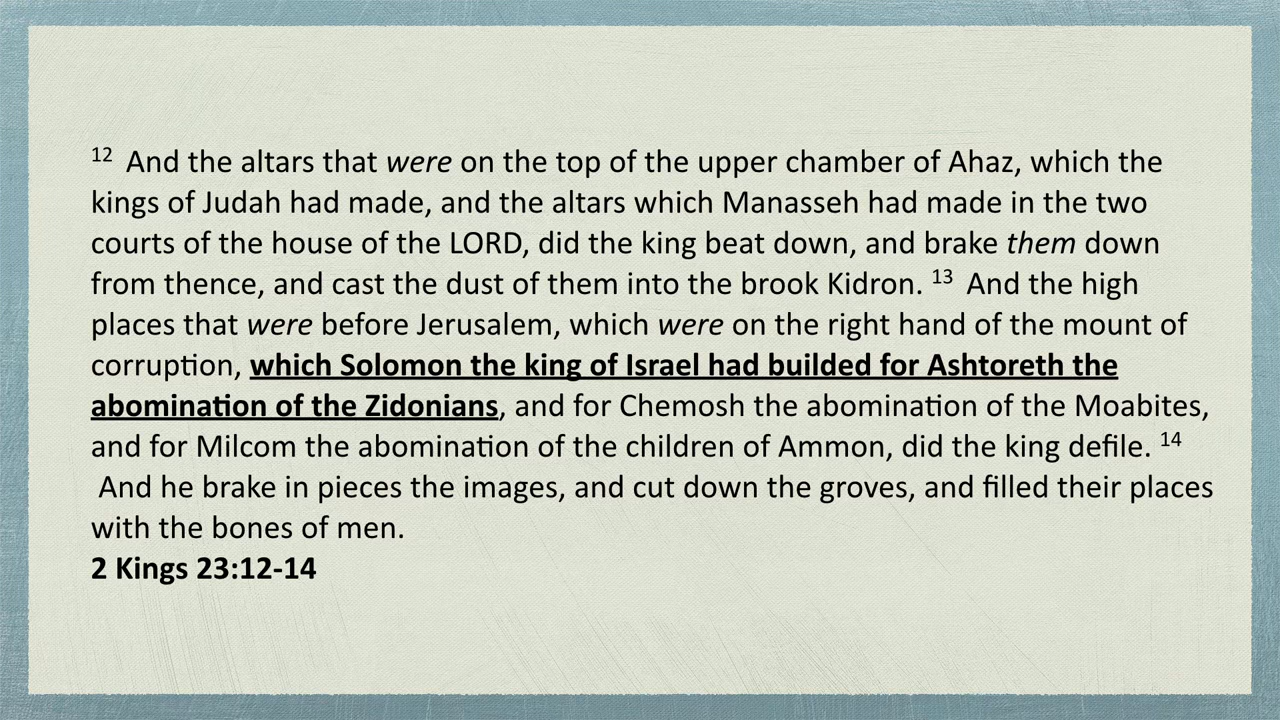 12 And the altars that were on the top of the upper chamber of Ahaz, which the
kings of Judah had made, and the altars which Manasseh had made in the two
courts of the house of the LORD, did the king beat down, and brake them down
from thence, and cast the dust of them into the brook Kidron. 13 And the high
places that were before Jerusalem, which were on the right hand of the mount of
corruption, which Solomon the king of Israel had builded for Ashtoreth the
abomination of the Zidonians, and for Chemosh the abomination of the Moabites,
and for Milcom the abomination of the children of Ammon, did the king defile. 14
And he brake in pieces the images, and cut down the groves, and filled their places
with the bones of men.
2 Kings 23:12-14